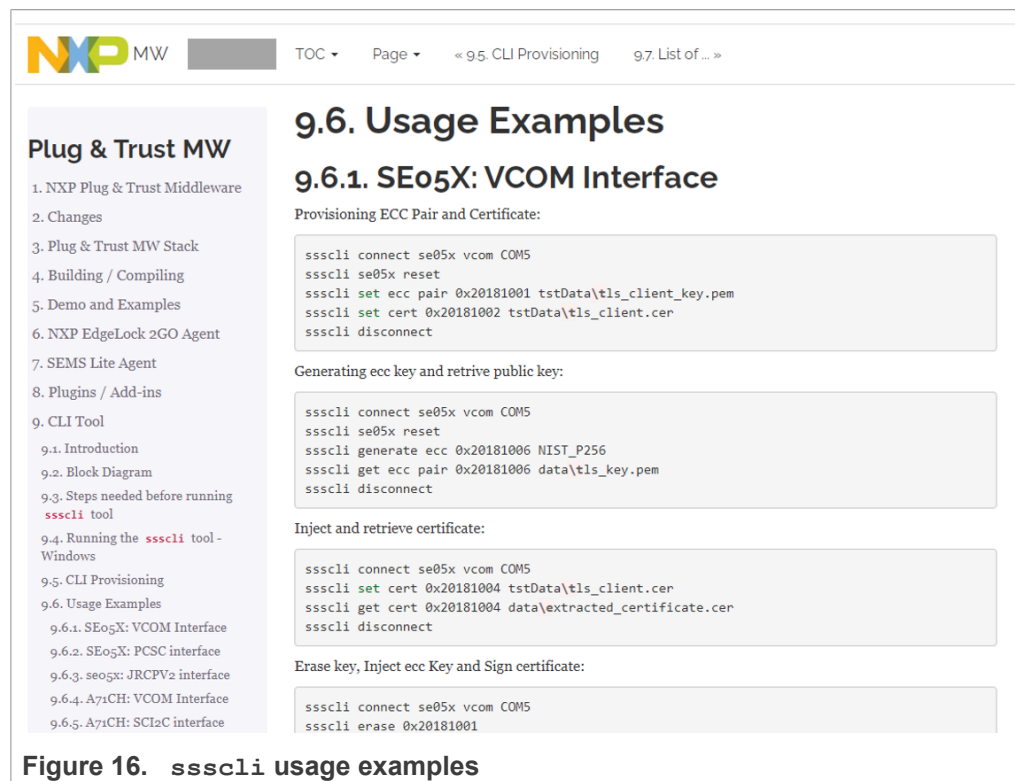 NXP MW TOC Page « 9.5. CLI Provisioning 9.7. List of ... »
Plug & Trust MW
1. NXP Plug & Trust Middleware
2. Changes
3. Plug & Trust MW Stack
4. Building / Compiling
5. Demo and Examples
6. NXP EdgeLock 2GO Agent
7. SEMS Lite Agent
8. Plugins / Add-ins
9. CLI Tool
9.1. Introduction
9.2. Block Diagram
9.3. Steps needed before running
ssscli tool
9.4. Running the ssscli tool -
Windows
9.5. CLI Provisioning
9.6. Usage Examples
9.6.1. SE05X: VCOM Interface
9.6.2. SE05X: PCSC interface
9.6.3. se05x: JRCPV2 interface
9.6.4. A71CH: VCOM Interface
9.6.5. A71CH: SCI2C interface
9.6. Usage Examples
9.6.1. SE05X: VCOM Interface
Provisioning ECC Pair and Certificate:
ssscli connect se05x vcom COM5
ssscli se05x reset
ssscli set ecc pair 0x20181001 tstData\tls_client_key.pem
ssscli set cert 0x20181002 tstData\tls_client.cer
ssscli disconnect
Generating ecc key and retrive public key:
ssscli connect se05x vcom COM5
ssscli se05x reset
ssscli generate ecc 0x20181006 NIST_P256
ssscli get ecc pair 0x20181006 data\tls_key.pem
ssscli disconnect
Inject and retrieve certificate:
ssscli connect se05x vcom COM5
ssscli set cert 0x20181004 tstData\tls_client.cer
ssscli get cert 0x20181004 data\extracted_certificate.cer
ssscli disconnect
Erase key, Inject ecc Key and Sign certificate:
ssscli connect se05x vcom COM5
ssscli erase 0x20181001
Figure 16. ssscli usage examples